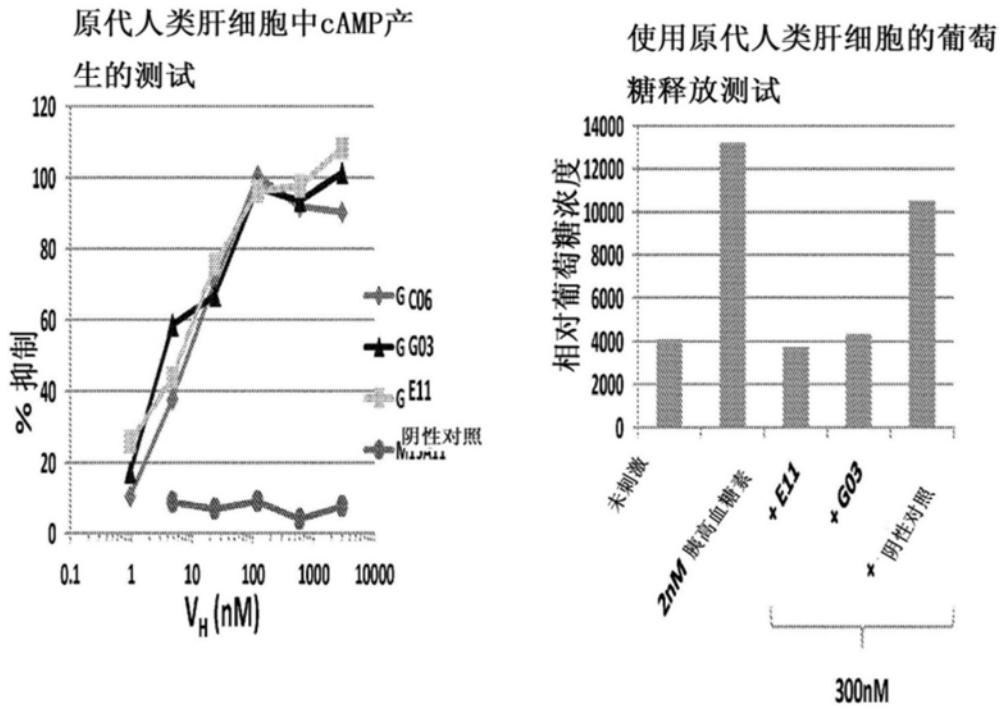 原代人类肝细胞中cAMP产
生的测试
120
100
80
60
40
20
0
% 抑制
0.1 1 10 100 1000 10000
VH (nM)
G C06
G G03
G E11
阴性对照
使用原代人类肝细胞的葡萄
糖释放测试
14000
12000
10000
8000
6000
4000
2000
0
相对葡萄糖浓度
未刺激
2nM 胰高血糖素
+ E11
+ G03
+ 阴性对照
300nM